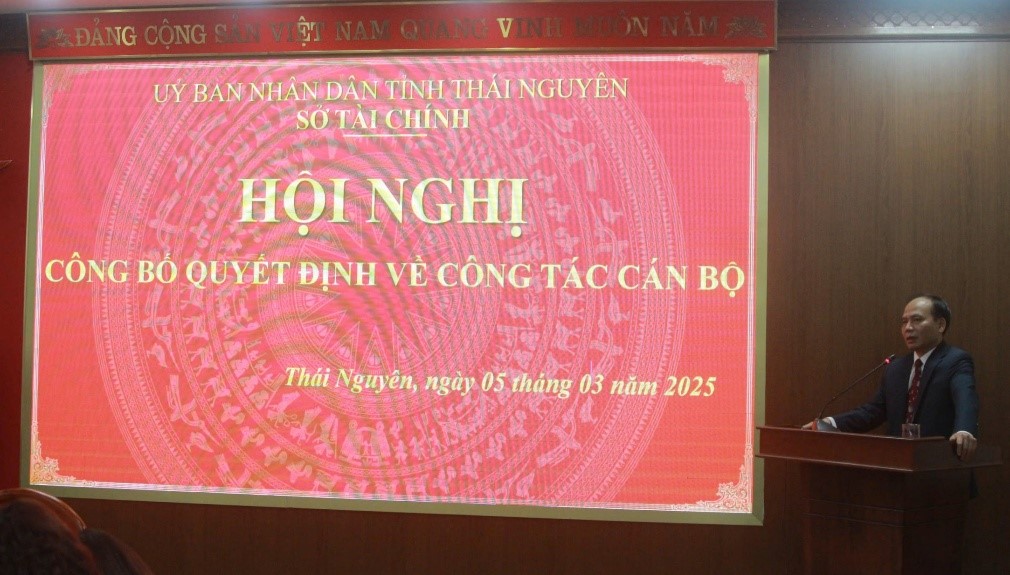 ĐẢNG CỘNG SẢN VIỆT NAM QUANG VINH MUÔN NĂM
UỶ BAN NHÂN DÂN TỈNH THÁI NGUYÊN
SỞ TÀI CHÍNH
HỘI NGHỊ
CÔNG BỐ QUYẾT ĐỊNH VỀ CÔNG TÁC CÁN BỘ
Thái Nguyên, ngày 05 tháng 03 năm 2025